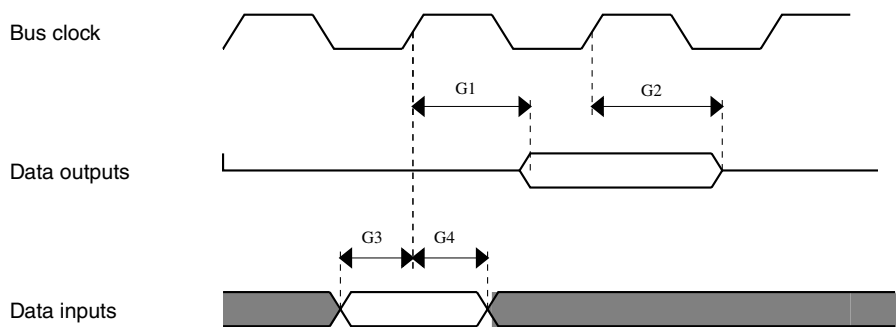 Bus clock
G1
G2
Data outputs
G3
G4
Data inputs